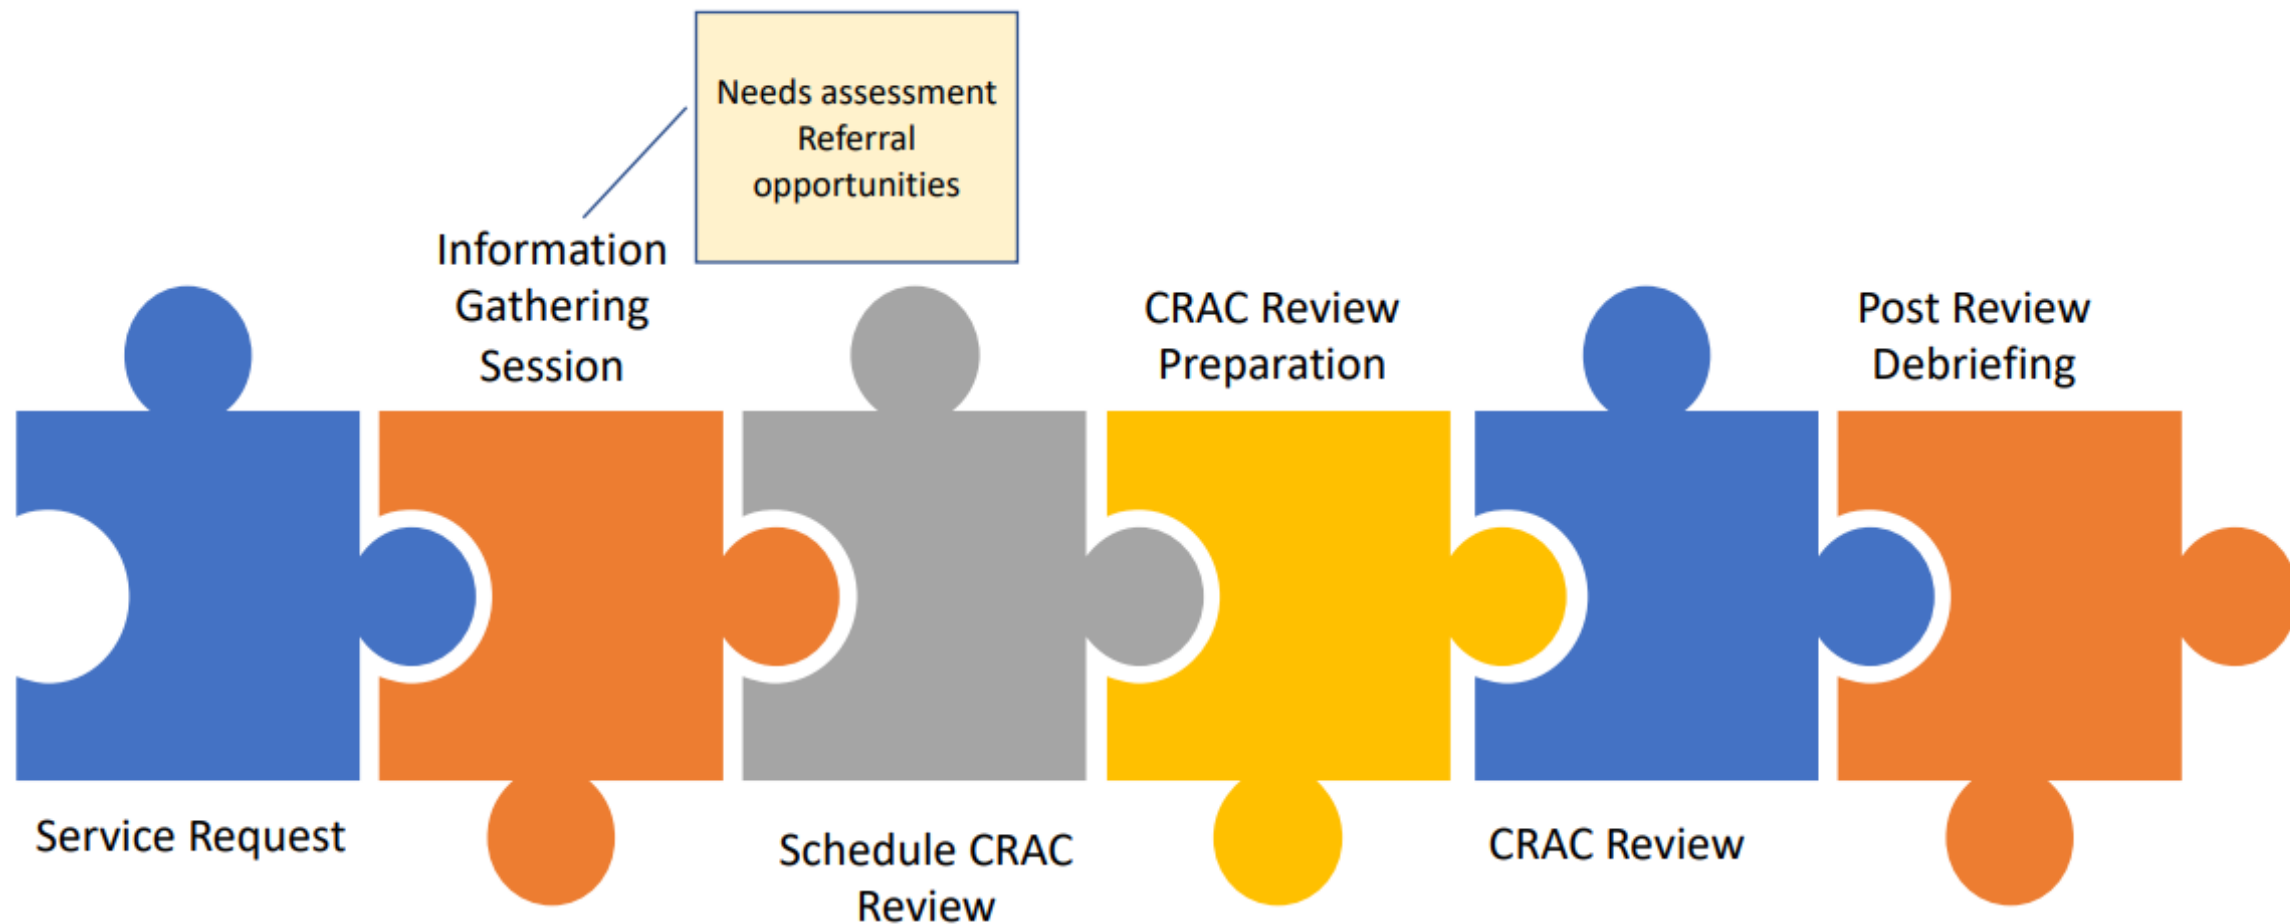 Needs assessment
Referral
opportunities
Information
Gathering
Session
CRAC Review
Preparation
Post Review
Debriefing
Service Request
Schedule CRAC
Review
CRAC Review